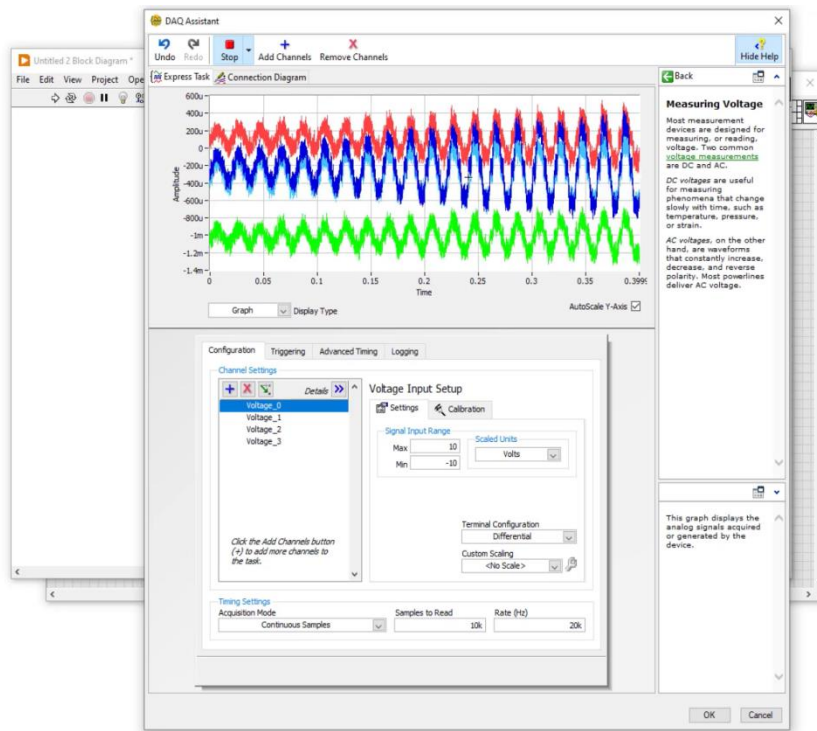 DAQ Assistant
Undo Redo Stop Add Channels Remove Channels Hide Help
Untitled 2 Block Diagram *
File Edit View Project Ope
Express Task Connection Diagram
Back
600u
400u
200u
0
-200u
-400u
-600u
-800u
-1m
-1.2m
-1.4m
Amplitude
0 0.05 0.1 0.15 0.2 0.25 0.3 0.35 0.3999
Time
Graph Display Type
AutoScale Y-Axis
Measuring Voltage
Most measurement
devices are designed for
measuring, or reading,
voltage. Two common
voltage measurements
are DC and AC.
DC voltages are useful
for measuring
phenomena that change
slowly with time, such as
temperature, pressure,
or strain.
AC voltages, on the other
hand, are waveforms
that constantly increase,
decrease, and reverse
polarity. Most powerlines
deliver AC voltage.
Configuration Triggering Advanced Timing Logging
Channel Settings
Details
Voltage_0
Voltage_1
Voltage_2
Voltage_3
Click the Add Channels button
(+) to add more channels to
the task.
Voltage Input Setup
Settings Calibration
Signal Input Range
Max 10
Min -10
Scaled Units
Volts
Terminal Configuration
Differential
Custom Scaling
<No Scale>
Timing Settings
Acquisition Mode Samples to Read Rate (Hz)
Continuous Samples 10k 20k
This graph displays the
analog signals acquired
or generated by the
device.
OK Cancel